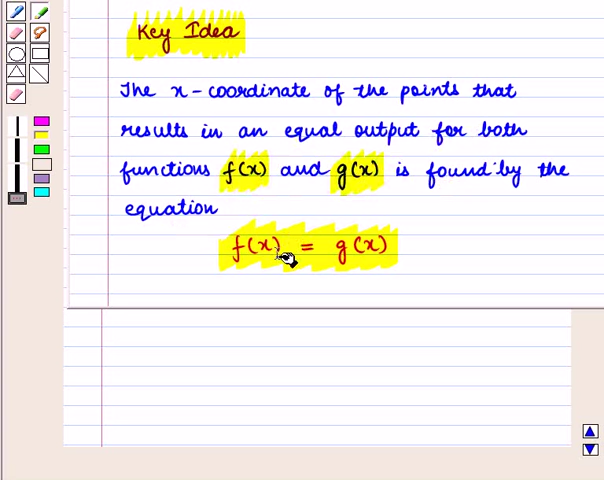 Key Idea
The x-coordinate of the points that
results in an equal output for both
functions f(x) and g(x) is found by the
equation
f(x) = g(x)